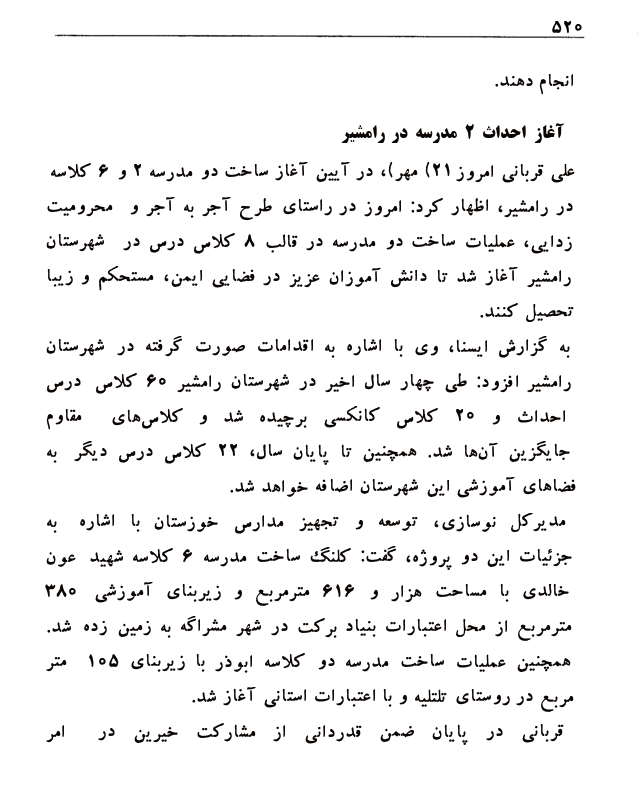 ۵۲۰
انجام دهند.
آغاز احداث ۲ مدرسه در رامشیر
علی قربانی امروز ۲۱) مهر)، در آیین آغاز ساخت دو مدرسه ۲ و ۶ کلاسه
در رامشیر، اظهار کرد: امروز در راستای طرح آجر به آجر و محرومیت
زدایی، عملیات ساخت دو مدرسه در قالب ۸ کلاس درس در شهرستان
رامشیر آغاز شد تا دانش آموزان عزیز در فضایی ایمن، مستحکم و زیبا
تحصیل کنند.
به گزارش ایسنا، وی با اشاره به اقدامات صورت گرفته در شهرستان
رامشیر افزود: طی چهار سال اخیر در شهرستان رامشیر ۶۰ کلاس درس
احداث و ۲۰ کلاس کانکسی برچیده شد و کلاس‌های مقاوم
جایگزین آن‌ها شد. همچنین تا پایان سال، ۲۲ کلاس درس دیگر به
فضاهای آموزشی این شهرستان اضافه خواهد شد.
مدیرکل نوسازی، توسعه و تجهیز مدارس خوزستان با اشاره به
جزئیات این دو پروژه، گفت: کلنگ ساخت مدرسه ۶ کلاسه شهید عون
خالدی با مساحت هزار و ۶۱۶ مترمربع و زیربنای آموزشی ۳۸۰
مترمربع از محل اعتبارات بنیاد برکت در شهر مشراگه به زمین زده شد.
همچنین عملیات ساخت مدرسه دو کلاسه ابوذر با زیربنای ۱۰۵ متر
مربع در روستای تلتلیه و با اعتبارات استانی آغاز شد.
قربانی در پایان ضمن قدردانی از مشارکت خیرین در امر